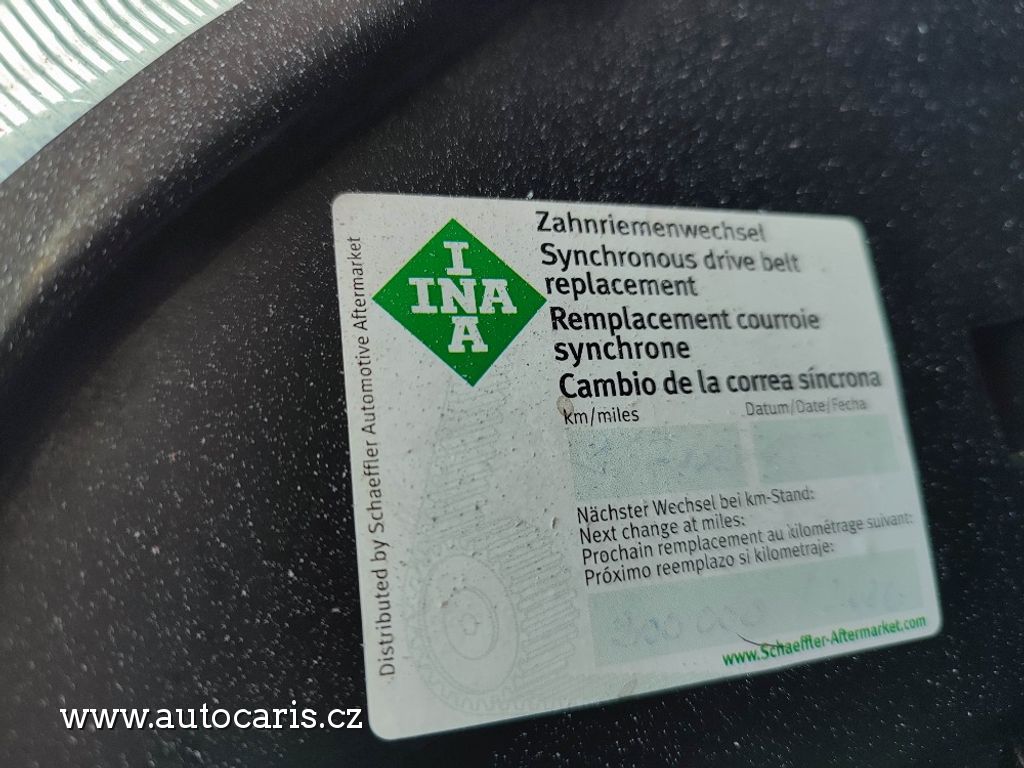 Distributed by Schaeffler Automotive Aftermarket
INA
INA
Zahnriemenwechsel
Synchronous drive belt
replacement
Remplacement courroie
synchrone
Cambio de la correa síncrona
km/miles
Datum/Date/Fecha
Nächster Wechsel bei km-Stand:
Next change at miles:
Prochain remplacement au kilométrage suivant:
Próximo reemplazo si kilometraje:
www.Schaeffler-Aftermarket.com
www.autocaris.cz